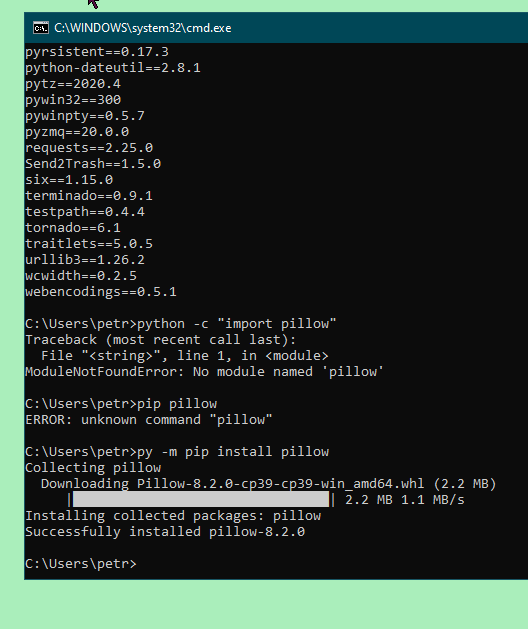 C:\WINDOWS\system32\cmd.exe
pyrsistent==0.17.3
python-dateutil==2.8.1
pytz==2020.4
pywin32==300
pywinpty==0.5.7
pyzmq==20.0.0
requests==2.25.0
Send2Trash==1.5.0
six==1.15.0
terminado==0.9.1
testpath==0.4.4
tornado==6.1
traitlets==5.0.5
urllib3==1.26.2
wcwidth==0.2.5
webencodings==0.5.1
C:\Users\petr>python -c "import pillow"
Traceback (most recent call last):
  File "<string>", line 1, in <module>
ModuleNotFoundError: No module named 'pillow'
C:\Users\petr>pip pillow
ERROR: unknown command "pillow"
C:\Users\petr>py -m pip install pillow
Collecting pillow
  Downloading Pillow-8.2.0-cp39-cp39-win_amd64.whl (2.2 MB)
     |████████████████████████████████| 2.2 MB 1.1 MB/s
Installing collected packages: pillow
Successfully installed pillow-8.2.0
C:\Users\petr>